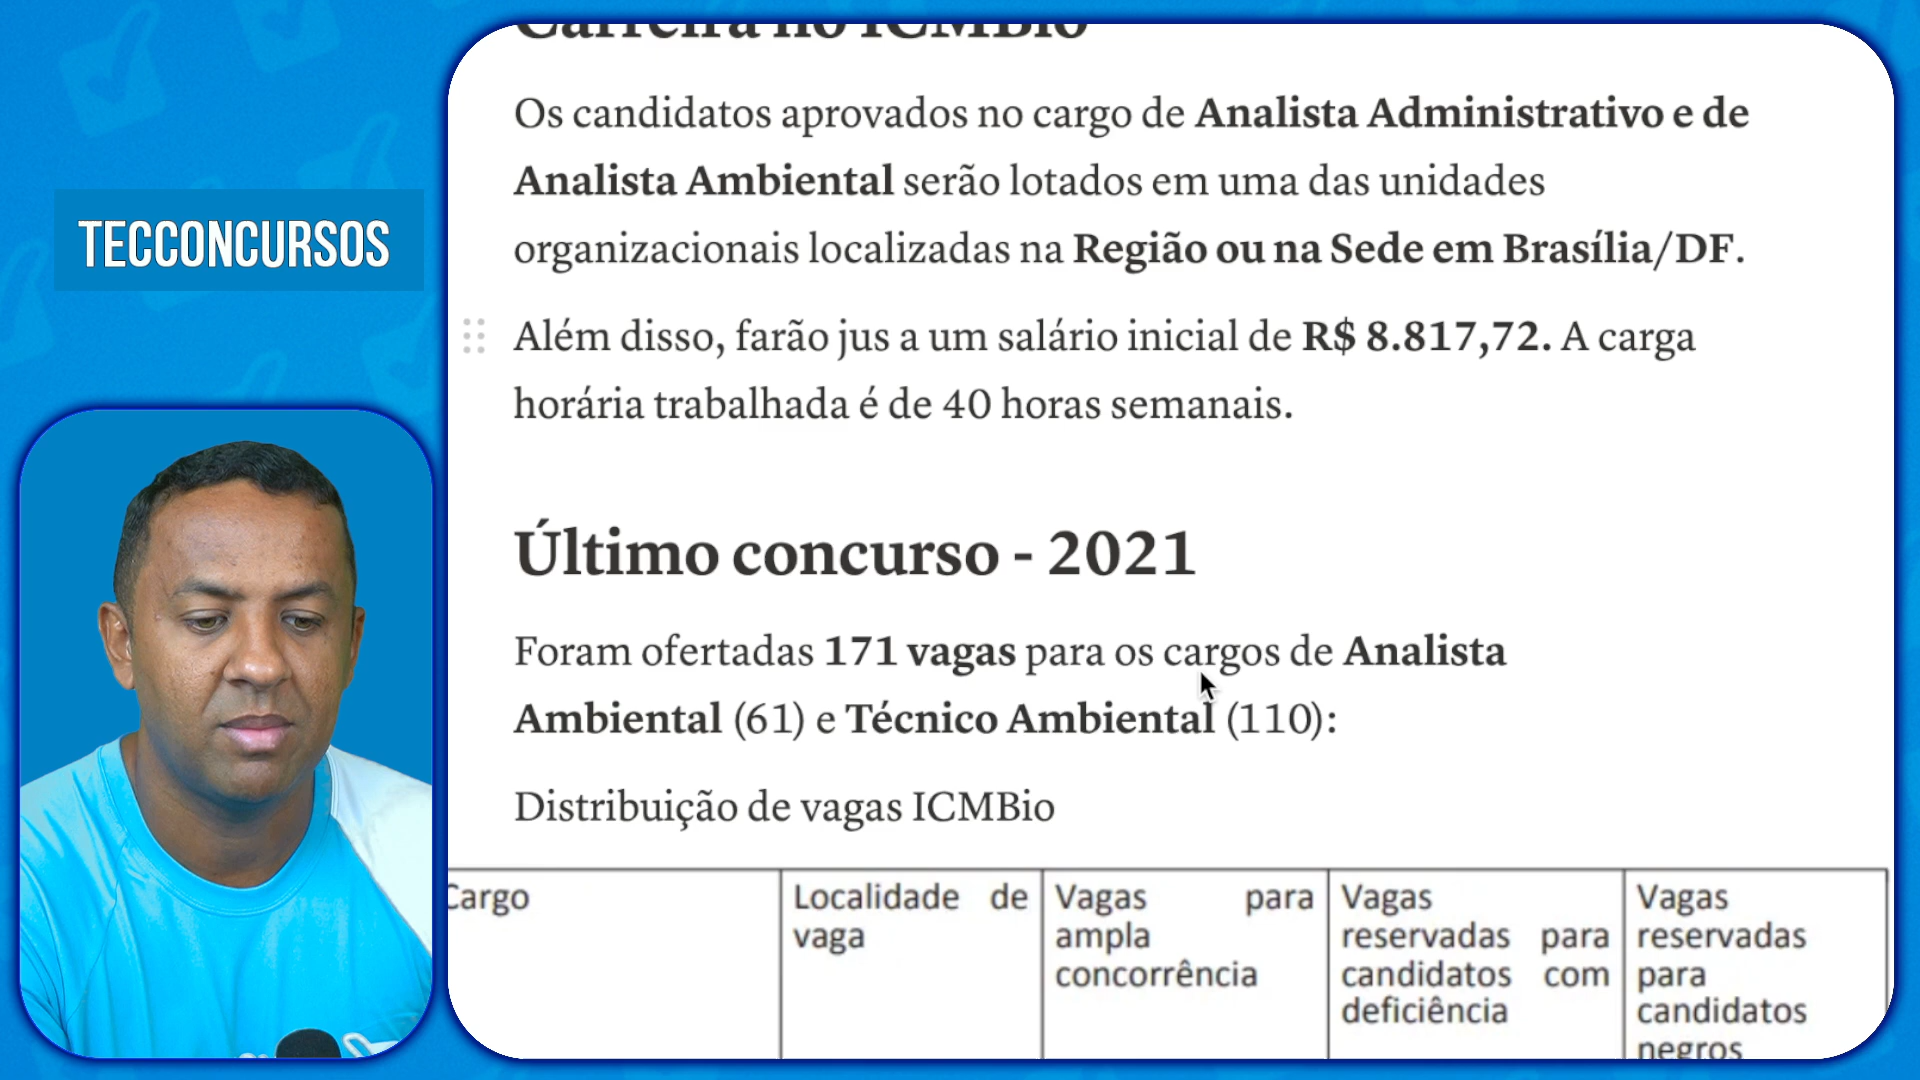 Carreira no ICMBio
Os candidatos aprovados no cargo de Analista Administrativo e de
Analista Ambiental serão lotados em uma das unidades
organizacionais localizadas na Região ou na Sede em Brasília/DF.
TECCONCURSOS
Além disso, farão jus a um salário inicial de R$ 8.817,72. A carga
horária trabalhada é de 40 horas semanais.
Último concurso - 2021
Foram ofertadas 171 vagas para os cargos de Analista
Ambiental (61) e Técnico Ambiental (110):
Distribuição de vagas ICMBio
Cargo
Localidade de
vaga
Vagas para
ampla
concorrência
Vagas
reservadas para
candidatos com
deficiência
Vagas
reservadas
para
candidatos
negros